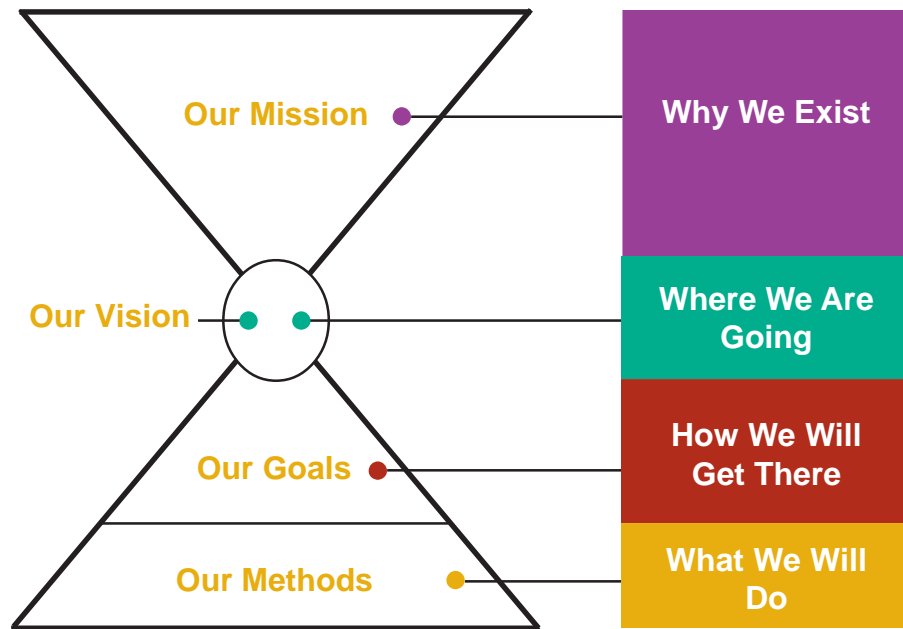 Our Mission
Why We Exist
Our Vision
Where We Are
Going
Our Goals
How We Will
Get There
Our Methods
What We Will
Do